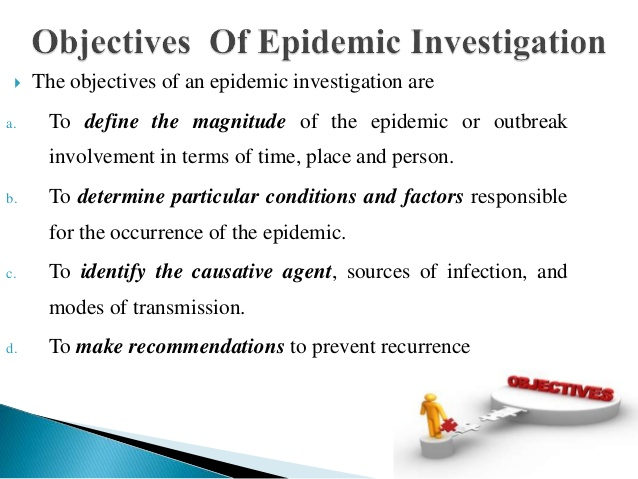 Objectives Of Epidemic Investigation
The objectives of an epidemic investigation are
a. To define the magnitude of the epidemic or outbreak
involvement in terms of time, place and person.
b. To determine particular conditions and factors responsible
for the occurrence of the epidemic.
c. To identify the causative agent, sources of infection, and
modes of transmission.
d. To make recommendations to prevent recurrence
OBJECTIVES